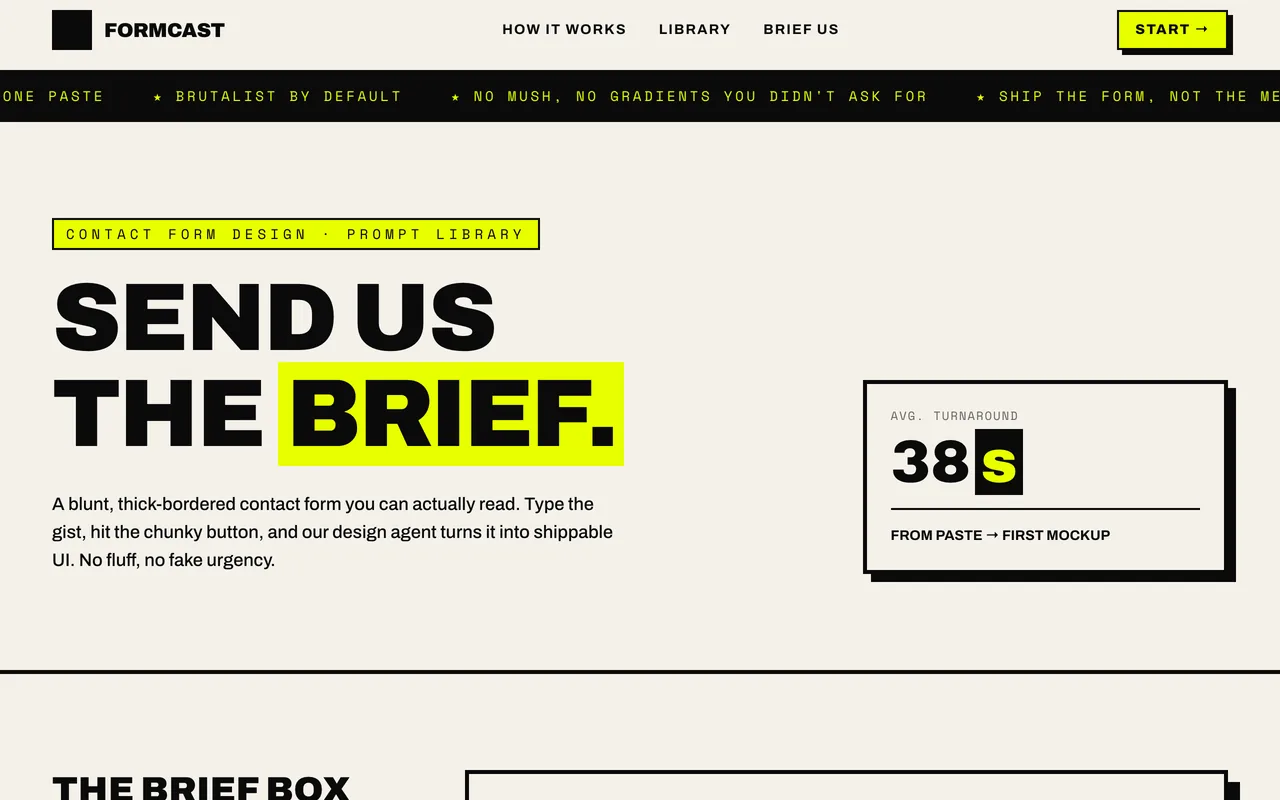 FORMCAST
HOW IT WORKS LIBRARY BRIEF US
START →
ONE PASTE ★ BRUTALIST BY DEFAULT ★ NO MUSH, NO GRADIENTS YOU DIDN'T ASK FOR ★ SHIP THE FORM, NOT THE
CONTACT FORM DESIGN · PROMPT LIBRARY
SEND US
THE BRIEF.
A blunt, thick-bordered contact form you can actually read. Type the
gist, hit the chunky button, and our design agent turns it into shippable
UI. No fluff, no fake urgency.
AVG. TURNAROUND
38s
FROM PASTE → FIRST MOCKUP
THE BRIEF BOX